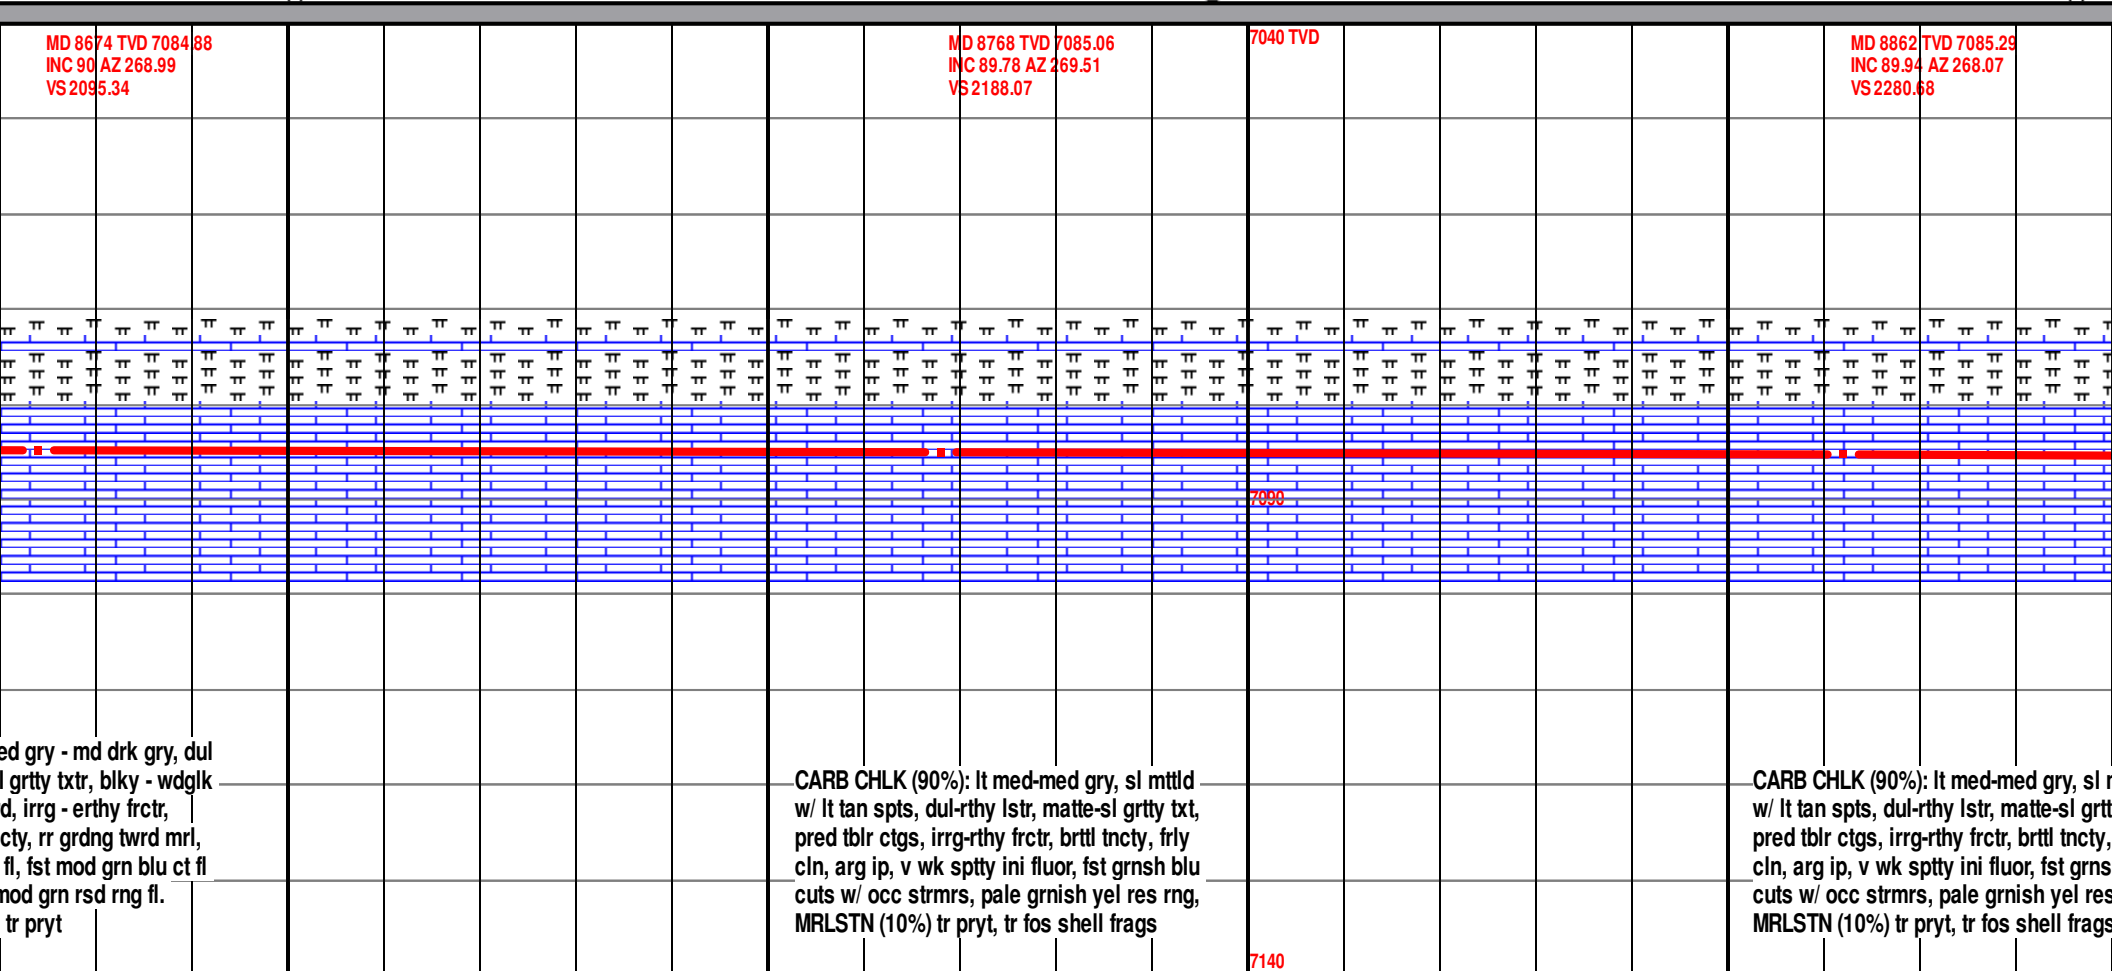 MD 8674 TVD 7084.88
INC 90 AZ 268.99
VS 2095.34
MD 8768 TVD 7085.06
INC 89.78 AZ 269.51
VS 2188.07
7040 TVD
MD 8862 TVD 7085.29
INC 89.94 AZ 268.07
VS 2280.68
7090
ed gry - md drk gry, dul
l grtty txtr, blky - wdglk
d, irrg - erthy frctr,
cty, rr grdng twrd mrl,
fl, fst mod grn blu ct fl
mod grn rsd rng fl.
tr pryt
CARB CHLK (90%): lt med-med gry, sl mttld
w/ lt tan spts, dul-rthy lstr, matte-sl grtty txt,
pred tblr ctgs, irrg-rthy frctr, brttl tncty, frly
cln, arg ip, v wk sptty ini fluor, fst grnsh blu
cuts w/ occ strmrs, pale grnish yel res rng,
MRLSTN (10%) tr pryt, tr fos shell frags
CARB CHLK (90%): lt med-med gry, sl
w/ lt tan spts, dul-rthy lstr, matte-sl grtt
pred tblr ctgs, irrg-rthy frctr, brttl tncty,
cln, arg ip, v wk sptty ini fluor, fst grns
cuts w/ occ strmrs, pale grnish yel res
MRLSTN (10%) tr pryt, tr fos shell frags
7140